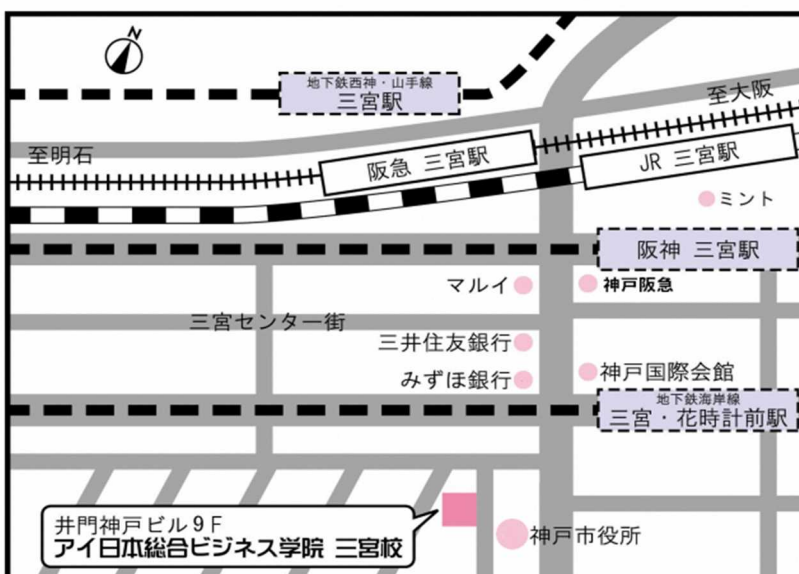 N
地下鉄西神・山手線
三宮駅
至大阪
至明石
阪急 三宮駅
JR 三宮駅
ミント
阪神 三宮駅
マルイ
神戸阪急
三宮センター街
三井住友銀行
みずほ銀行
神戸国際会館
地下鉄海岸線
三宮・花時計前駅
井門神戸ビル9F
アイ日本総合ビジネス学院 三宮校
神戸市役所